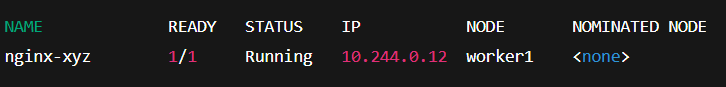 NAME READY STATUS IP NODE NOMINATED NODE
nginx-xyz 1/1 Running 10.244.0.12 worker1 <none>